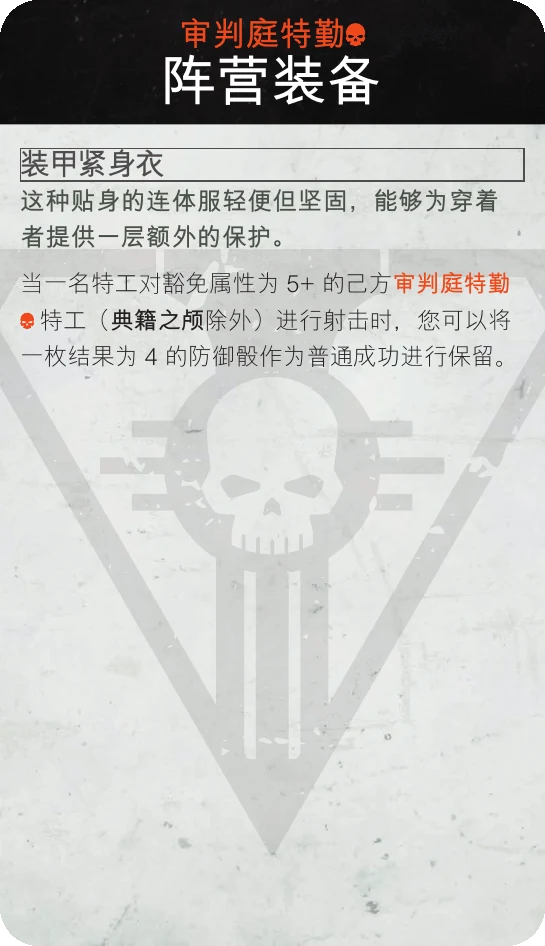 审判庭特勤
阵营装备
装甲紧身衣
这种贴身的连体服轻便但坚固，能够为穿着
者提供一层额外的保护。
当一名特工对豁免属性为 5+ 的己方审判庭特勤
特工（典籍之颅除外）进行射击时，您可以将
一枚结果为 4 的防御骰作为普通成功进行保留。